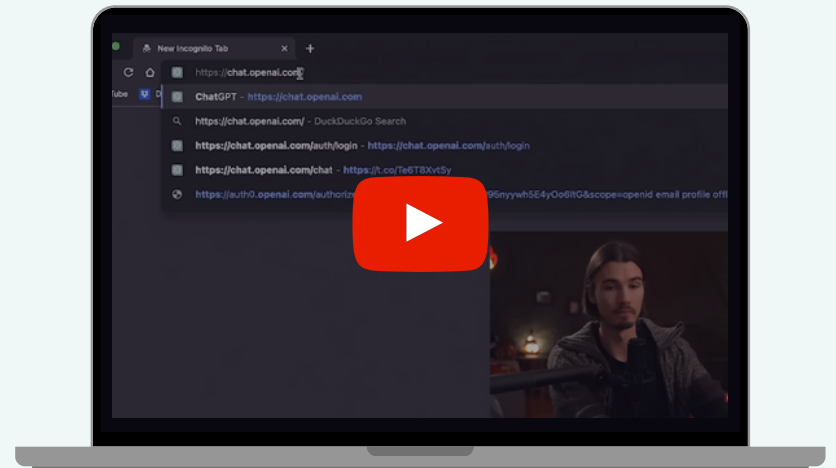 New Incognito Tab
https://chat.openai.com
Tube
ChatGPT - https://chat.openai.com
https://chat.openai.com/ - DuckDuckGo Search
https://chat.openai.com/auth/login - https://chat.openai.com/auth/login
https://chat.openai.com/chat - https://t.co/Te6T8XvtSy
https://auth0.openai.com/authoriz &scope=openid email profile offl